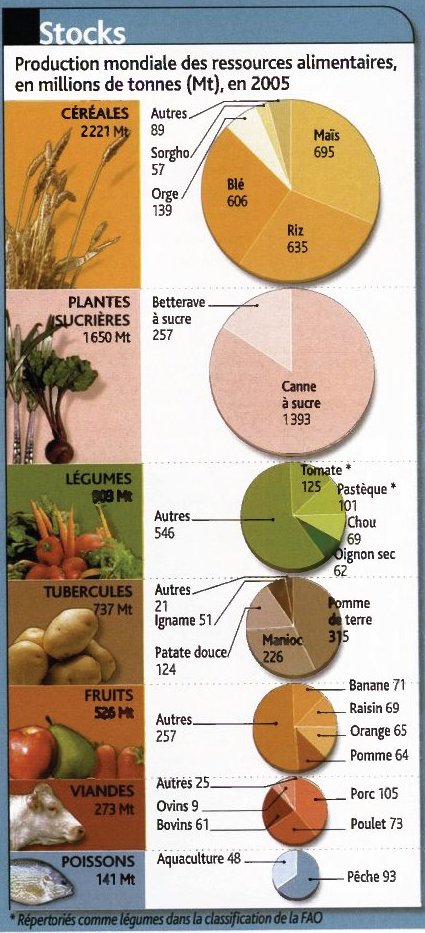 Stocks
Production mondiale des ressources alimentaires,
en millions de tonnes (Mt), en 2005
CÉRÉALES
2221 Mt
Autres
89
Sorgho
57
Orge
139
Maïs
695
Blé
606
Riz
635
PLANTES
SUCRIÈRES
1650 Mt
Betterave
à sucre
257
Canne
à sucre
1393
LÉGUMES
903 Mt
Autres
546
Tomate *
125
Pastèque *
101
Chou
69
Oignon sec
62
TUBERCULES
737 Mt
Autres
21
Igname 51
Patate douce
124
Manioc
226
Pomme
de terre
315
FRUITS
526 Mt
Autres
257
Banane 71
Raisin 69
Orange 65
Pomme 64
VIANDES
273 Mt
Autres 25
Ovins 9
Bovins 61
Porc 105
Poulet 73
POISSONS
141 Mt
Aquaculture 48
Pêche 93
* Répertoriés comme légumes dans la classification de la FAO